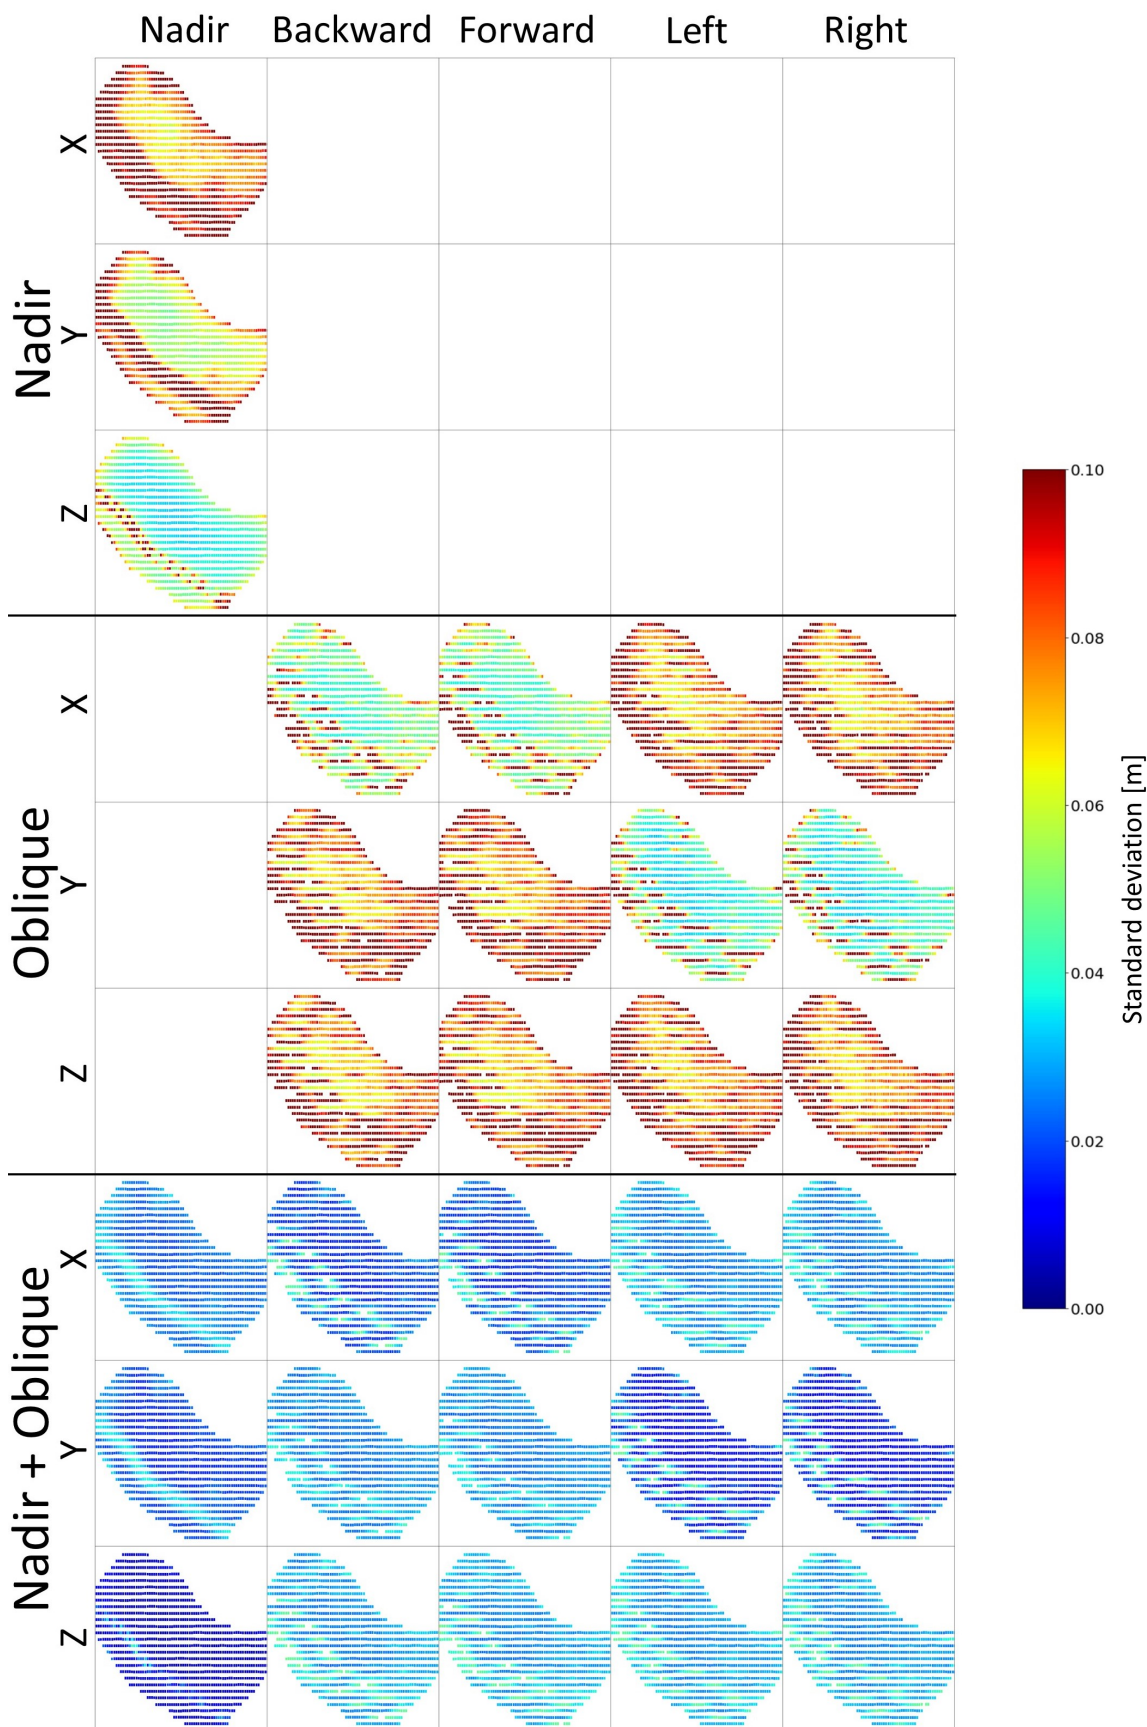 Nadir Backward Forward Left Right
Nadir
X
Y
Z
Oblique
X
Y
Z
Nadir + Oblique
X
Y
Z
0.10
0.08
0.06
0.04
0.02
0.00
Standard deviation [m]